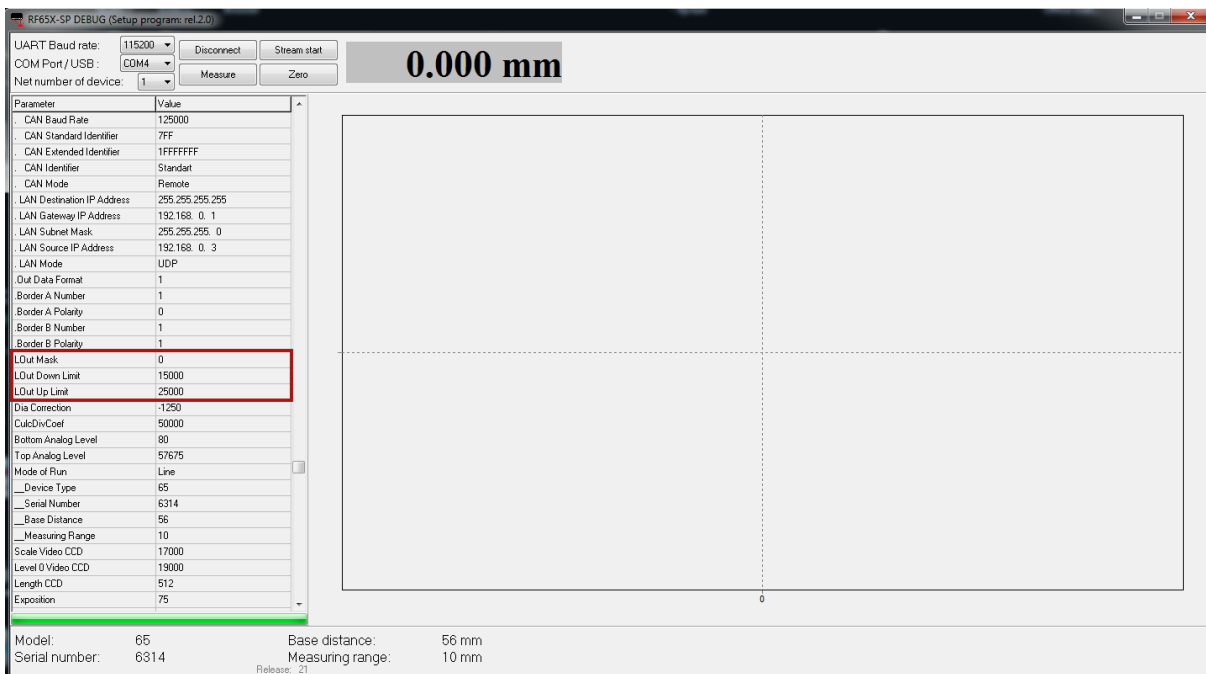 RF65X-SP DEBUG (Setup program: rel.2.0)
UART Baud rate: 115200 Disconnect Stream start
COM Port / USB : COM4
Net number of device: 1 Measure Zero
0.000 mm
Parameter Value
. CAN Baud Rate 125000
. CAN Standard Identifier 7FF
. CAN Extended Identifier 1FFFFFFF
. CAN Identifier Standart
. CAN Mode Remote
. LAN Destination IP Address 255.255.255.255
. LAN Gateway IP Address 192.168. 0. 1
. LAN Subnet Mask 255.255.255. 0
. LAN Source IP Address 192.168. 0. 3
. LAN Mode UDP
.Out Data Format 1
.Border A Number 1
.Border A Polarity 0
.Border B Number 1
.Border B Polarity 1
LOut Mask 0
LOut Down Limit 15000
LOut Up Limit 25000
Dia Correction -1250
CulcDivCoef 50000
Bottom Analog Level 80
Top Analog Level 57675
Mode of Run Line
__Device Type 65
__Serial Number 6314
__Base Distance 56
__Measuring Range 10
Scale Video CCD 17000
Level 0 Video CCD 19000
Length CCD 512
Exposition 75
0
Model: 65 Base distance: 56 mm
Serial number: 6314 Measuring range: 10 mm
Release: 21